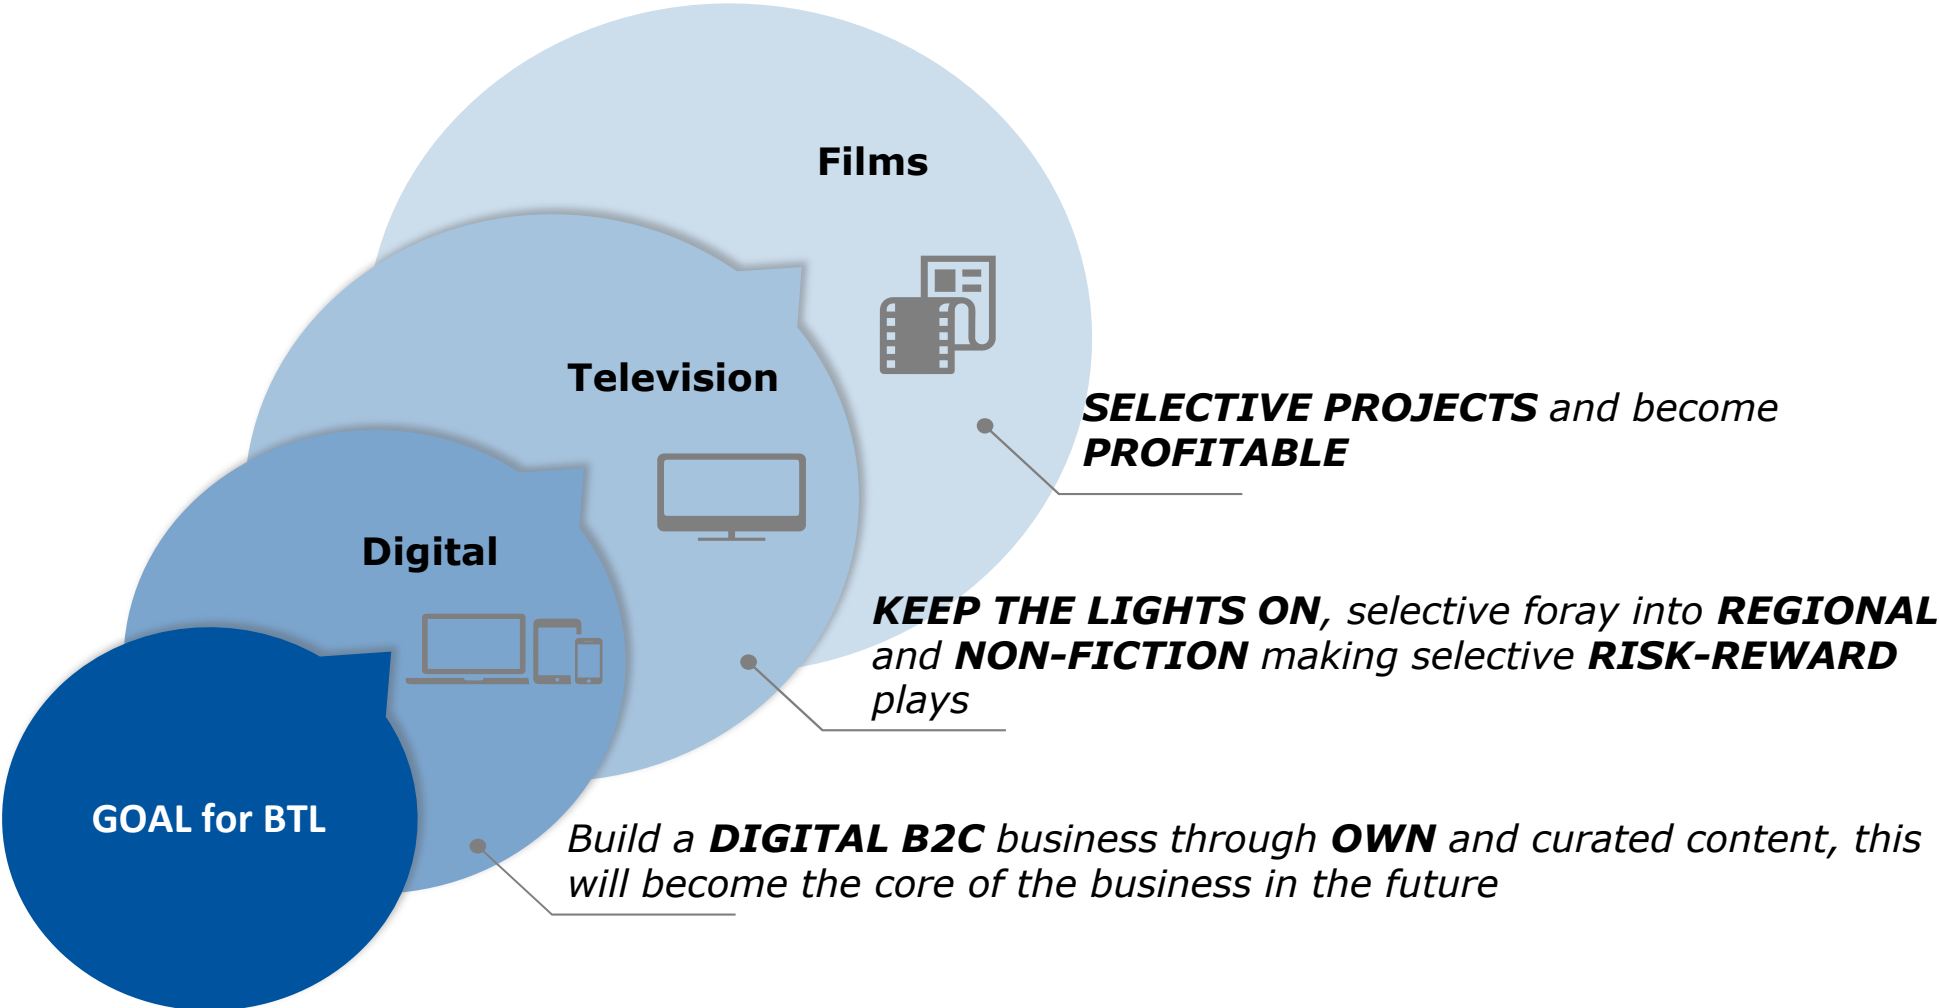 Films
SELECTIVE PROJECTS and become
PROFITABLE
Television
KEEP THE LIGHTS ON, selective foray into REGIONAL
and NON-FICTION making selective RISK-REWARD
plays
Digital
Build a DIGITAL B2C business through OWN and curated content, this
will become the core of the business in the future
GOAL for BTL